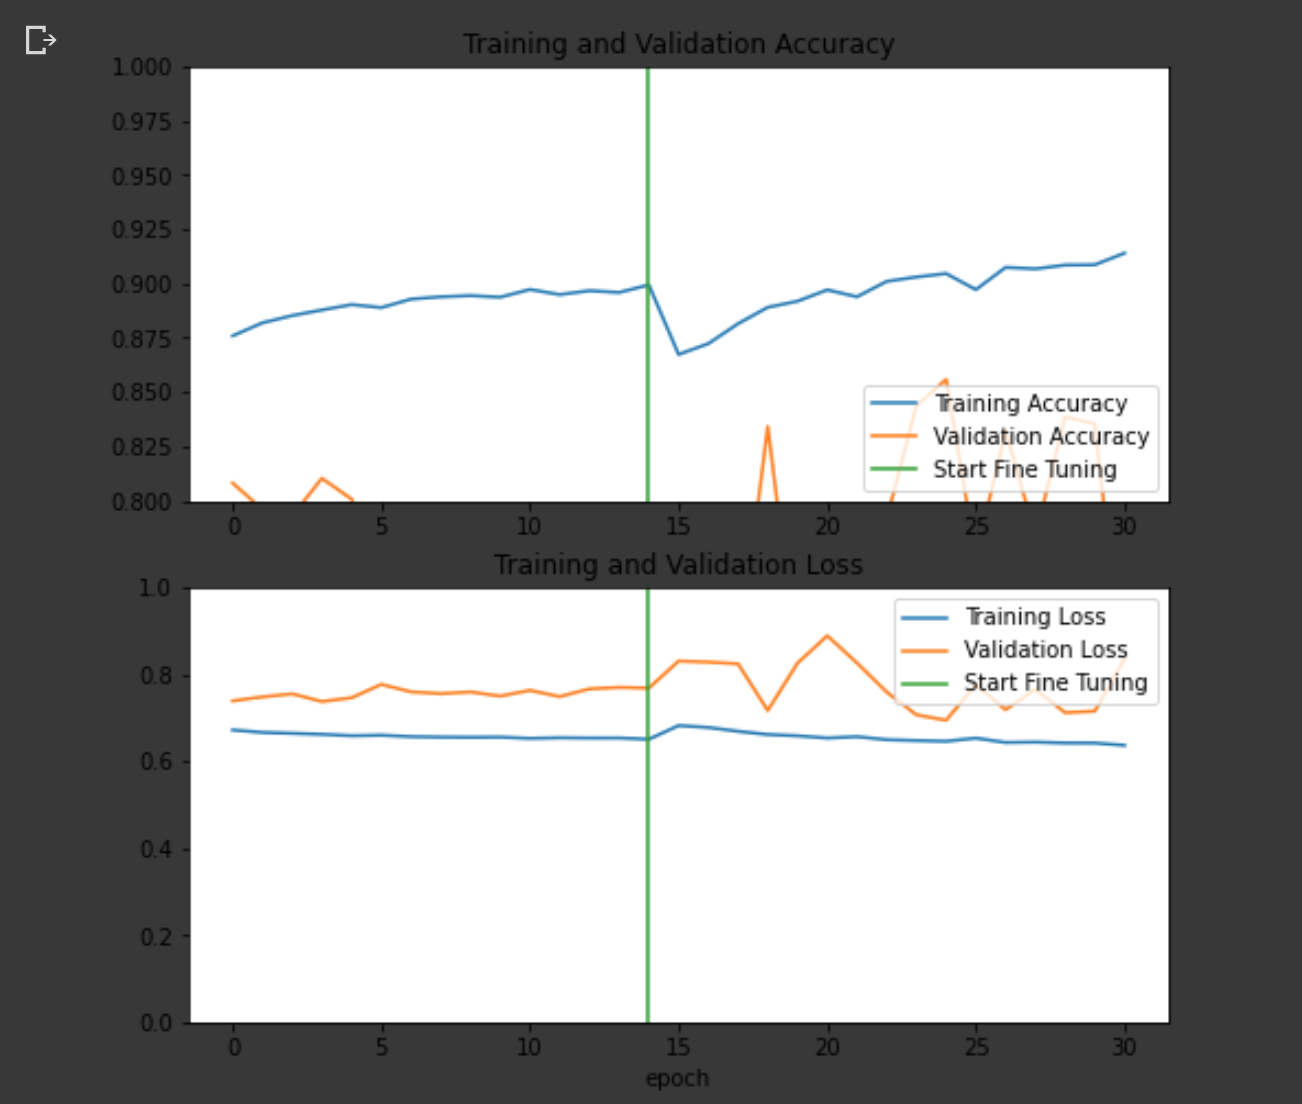 Training and Validation Accuracy
1.000
0.975
0.950
0.925
0.900
0.875
0.850
0.825
0.800
Training Accuracy
Validation Accuracy
Start Fine Tuning
0 5 10 15 20 25 30
Training and Validation Loss
1.0
0.8
0.6
0.4
0.2
0.0
Training Loss
Validation Loss
Start Fine Tuning
0 5 10 15 20 25 30
epoch